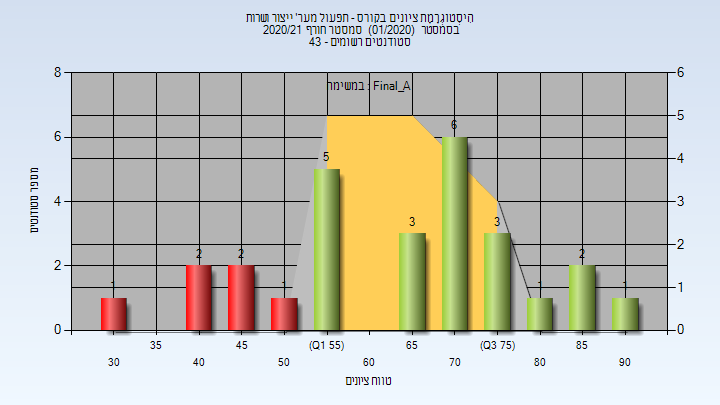 היסטוגרמת ציונים בקורס - תפעול מער' ייצור ושרות
בסמסטר (01/2020) סמסטר חורף 2020/21
סטודנטים רשומים - 43
במשימה : Final_A
מספר סטודנטים
8
6
4
2
0
6
5
4
3
2
1
0
1
2
2
1
5
3
6
3
1
2
1
35 45 (Q1 55) 65 (Q3 75) 85
30 40 50 60 70 80 90
טווח ציונים